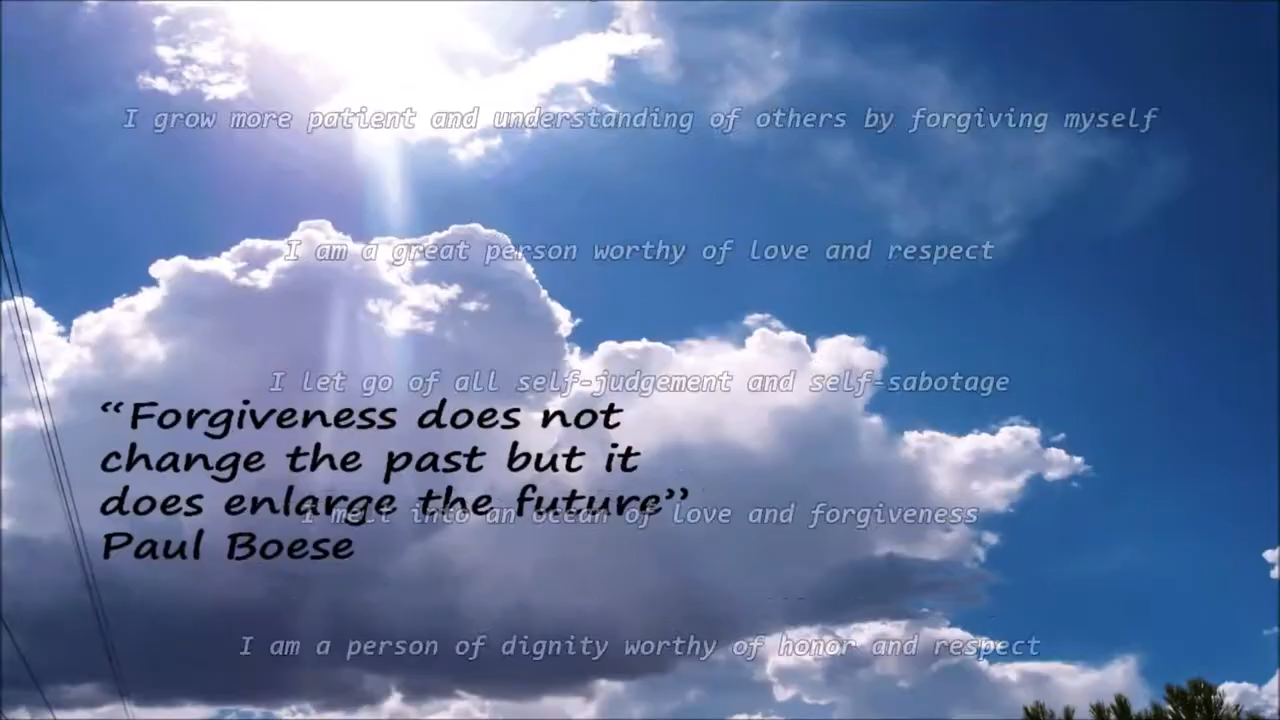 I grow more patient and understanding of others by forgiving myself
I am a great person worthy of love and respect
I let go of all self-judgement and self-sabotage
“Forgiveness does not
change the past but it
does enlarge the future”
I melt into an ocean of love and forgiveness
Paul Boese
I am a person of dignity worthy of honor and respect